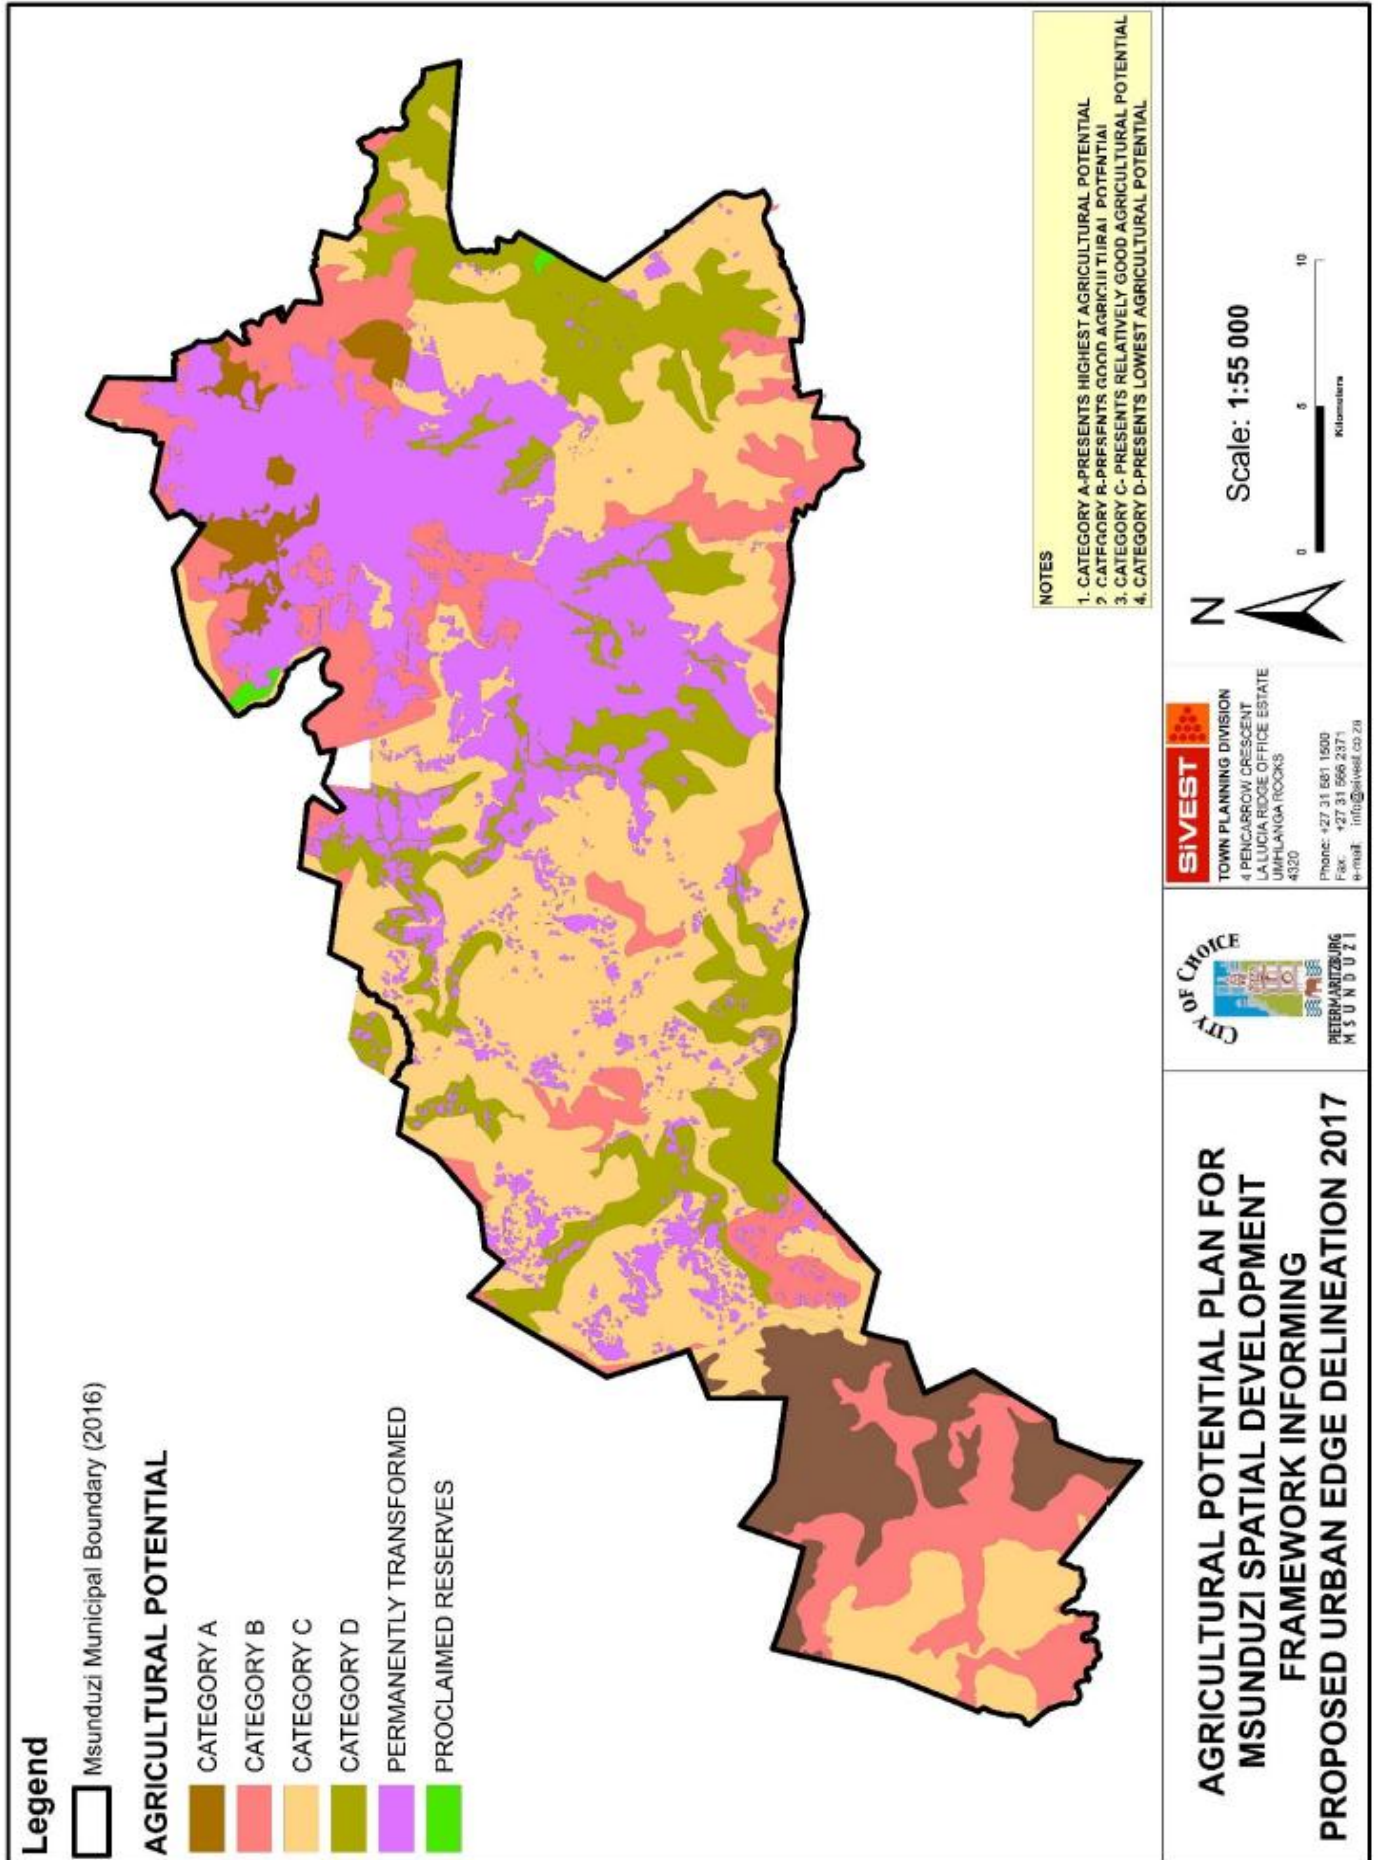 Legend
Msunduzi Municipal Boundary (2016)
AGRICULTURAL POTENTIAL
CATEGORY A
CATEGORY B
CATEGORY C
CATEGORY D
PERMANENTLY TRANSFORMED
PROCLAIMED RESERVES
NOTES
1. CATEGORY A-PRESENTS HIGHEST AGRICULTURAL POTENTIAL
2. CATEGORY B-PRESENTS GOOD AGRICULTURAL POTENTIAL
3. CATEGORY C- PRESENTS RELATIVELY GOOD AGRICULTURAL POTENTIAL
4. CATEGORY D-PRESENTS LOWEST AGRICULTURAL POTENTIAL
AGRICULTURAL POTENTIAL PLAN FOR
MSUNDUZI SPATIAL DEVELOPMENT
FRAMEWORK INFORMING
PROPOSED URBAN EDGE DELINEATION 2017
CITY OF CHOICE
PIETERMARITZBURG
MSUNDUZI
SiVEST
TOWN PLANNING DIVISION
4 PENCARROW CRESCENT
LA LUCIA RIDGE OFFICE ESTATE
UMHLANGA ROCKS
4320
Phone: +27 31 581 1500
Fax: +27 31 566 2371
e-mail: info@sivest.co.za
N
Scale: 1:55 000
0 5 10
Kilometers